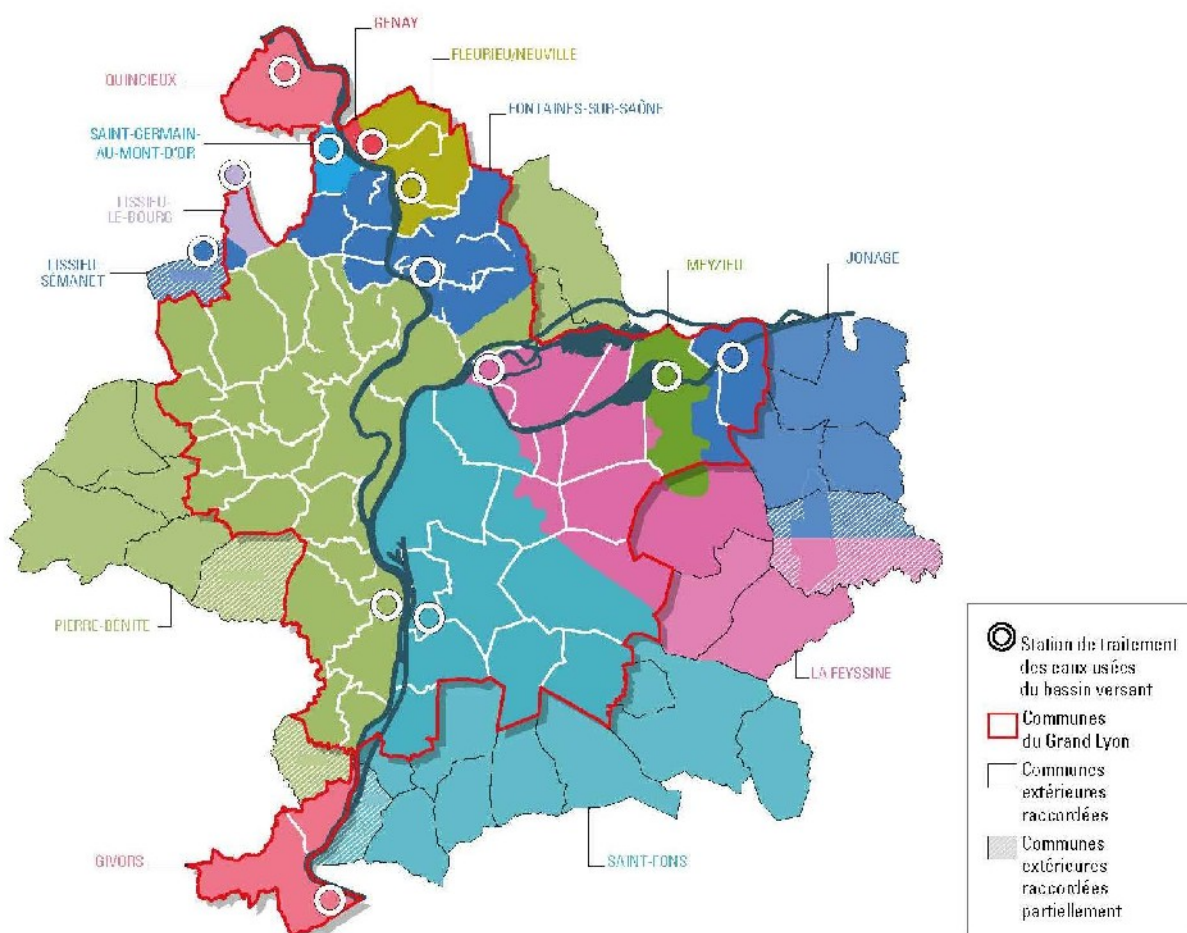 GENAY
FLEURIEU/NEUVILLE
QUINCIEUX
FONTAINES-SUR-SAÔNE
SAINT-GERMAIN-
AU-MONT-D'OR
LISSIEU-
LE-BOURG
LISSIEU-
SÉMANET
MEYZIEU
JONAGE
PIERRE-BÉNITE
LA FEYSSINE
GIVORS
SAINT-FONS
Station de traitement
des eaux usées
du bassin versant
Communes
du Grand Lyon
Communes
extérieures
raccordées
Communes
extérieures
raccordées
partiellement